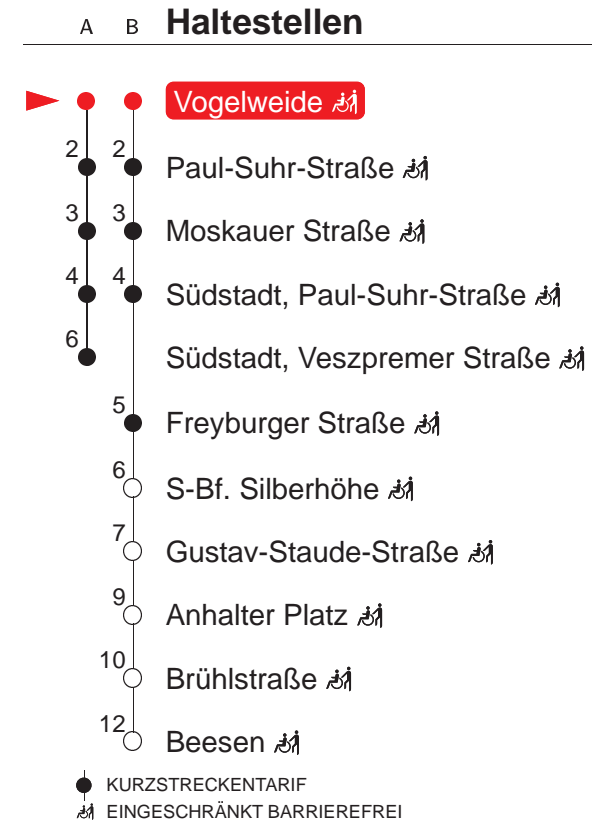 A B Haltestellen
Vogelweide
2 2 Paul-Suhr-Straße
3 3 Moskauer Straße
4 4 Südstadt, Paul-Suhr-Straße
6 Südstadt, Veszpremer Straße
5 Freyburger Straße
6 S-Bf. Silberhöhe
7 Gustav-Staude-Straße
9 Anhalter Platz
10 Brühlstraße
12 Beesen
KURZSTRECKENTARIF
EINGESCHRÄNKT BARRIEREFREI